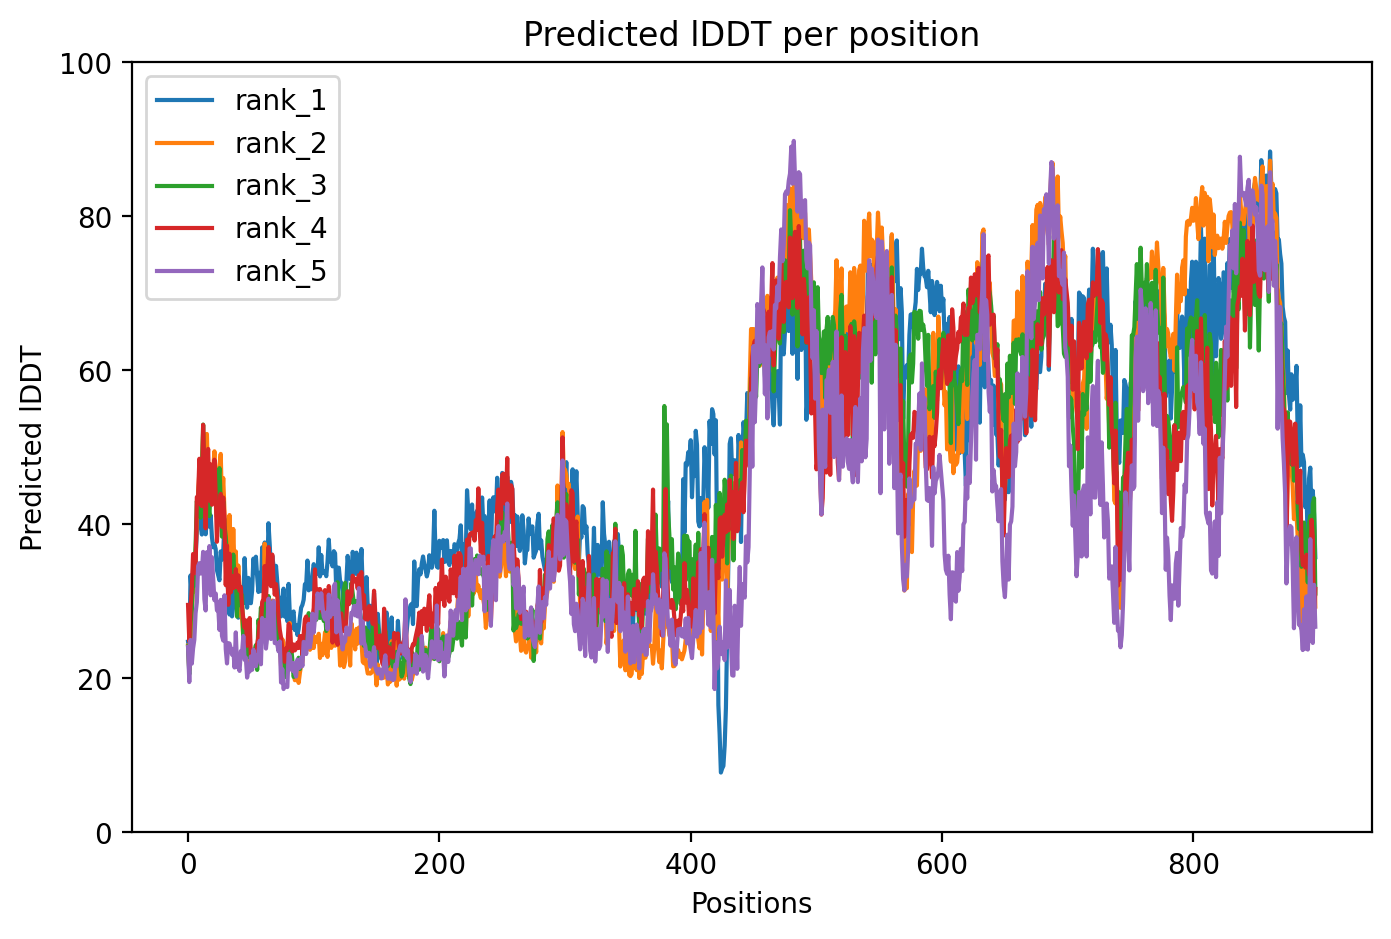 Predicted lDDT per position
100
80
60
40
20
0
Predicted lDDT
rank_1
rank_2
rank_3
rank_4
rank_5
0 200 400 600 800
Positions